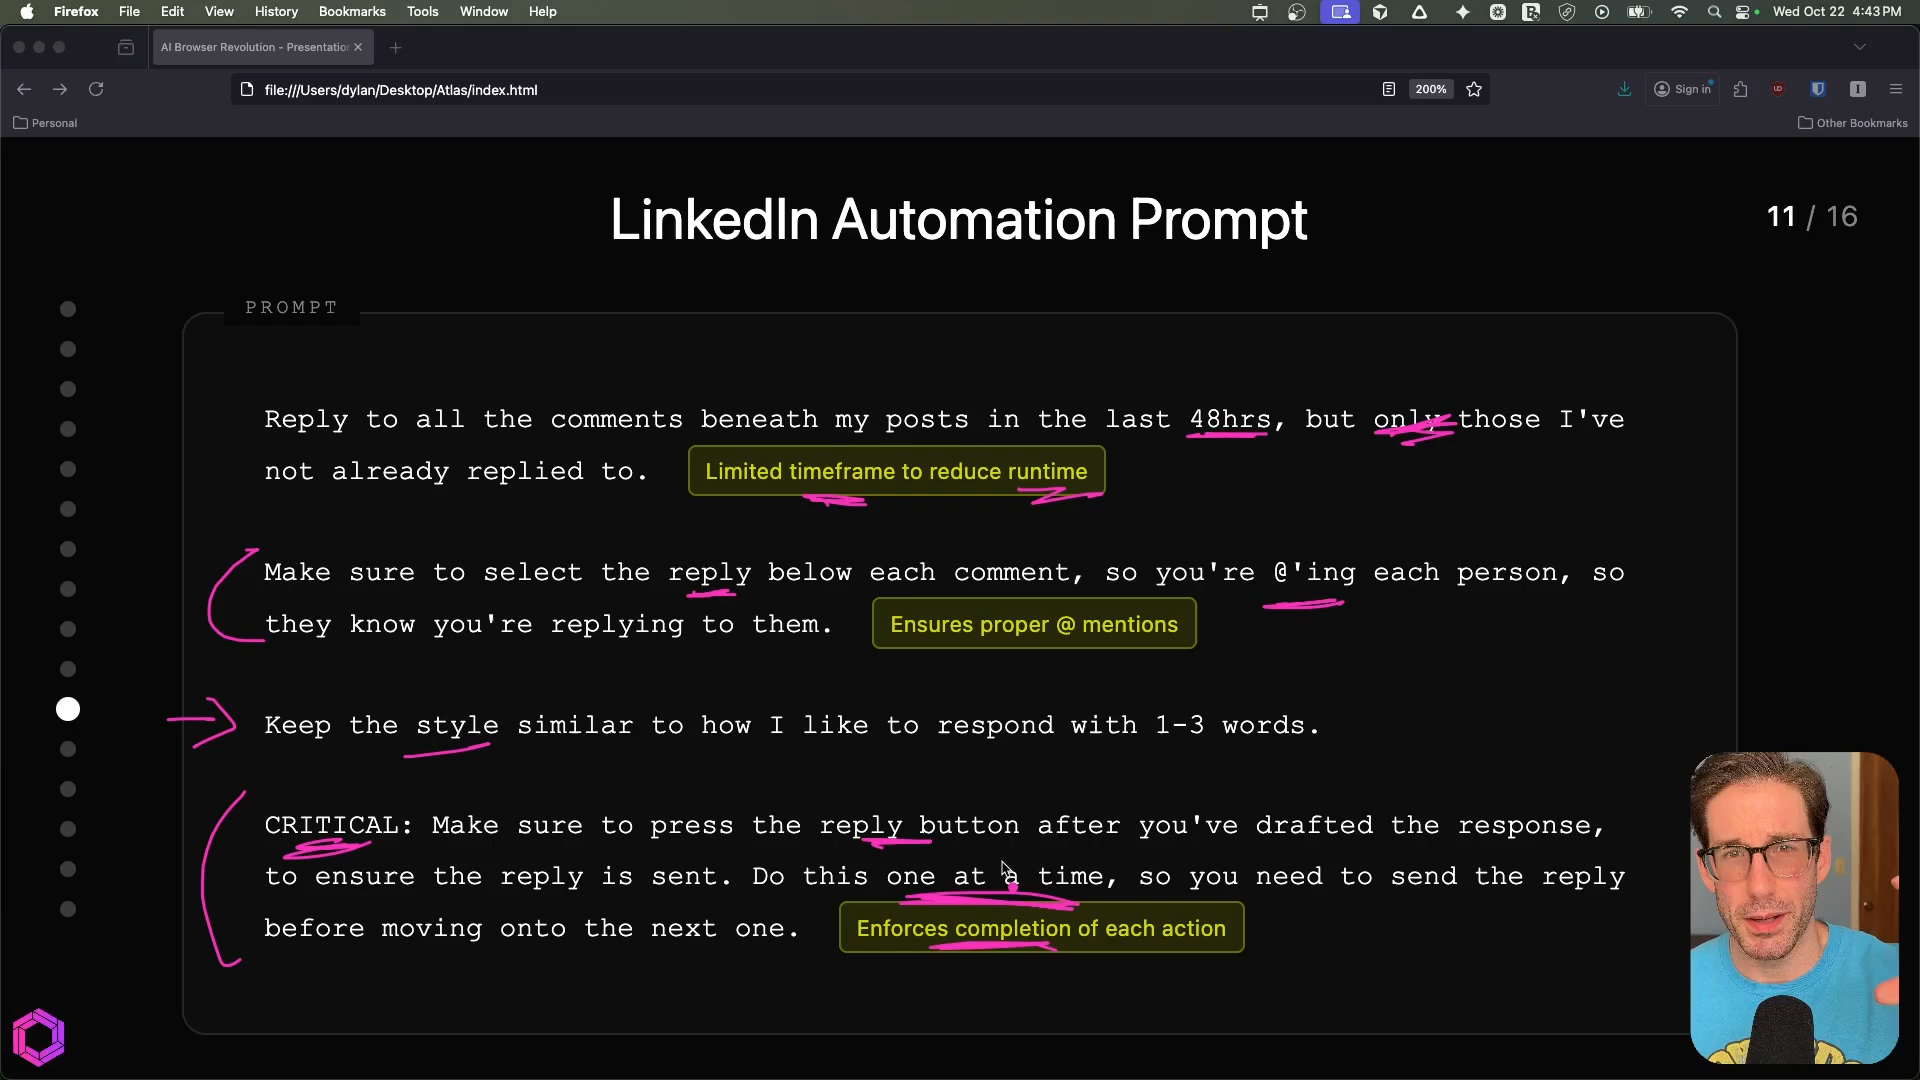 Firefox File Edit View History Bookmarks Tools Window Help Wed Oct 22 4:43 PM
AI Browser Revolution - Presentation
file:///Users/dylan/Desktop/Atlas/index.html 200% Sign in
Personal Other Bookmarks
LinkedIn Automation Prompt
11 / 16
PROMPT
Reply to all the comments beneath my posts in the last 48hrs, but only those I've
not already replied to. Limited timeframe to reduce runtime
Make sure to select the reply below each comment, so you're @'ing each person, so
they know you're replying to them. Ensures proper @ mentions
Keep the style similar to how I like to respond with 1-3 words.
CRITICAL: Make sure to press the reply button after you've drafted the response,
to ensure the reply is sent. Do this one at a time, so you need to send the reply
before moving onto the next one. Enforces completion of each action